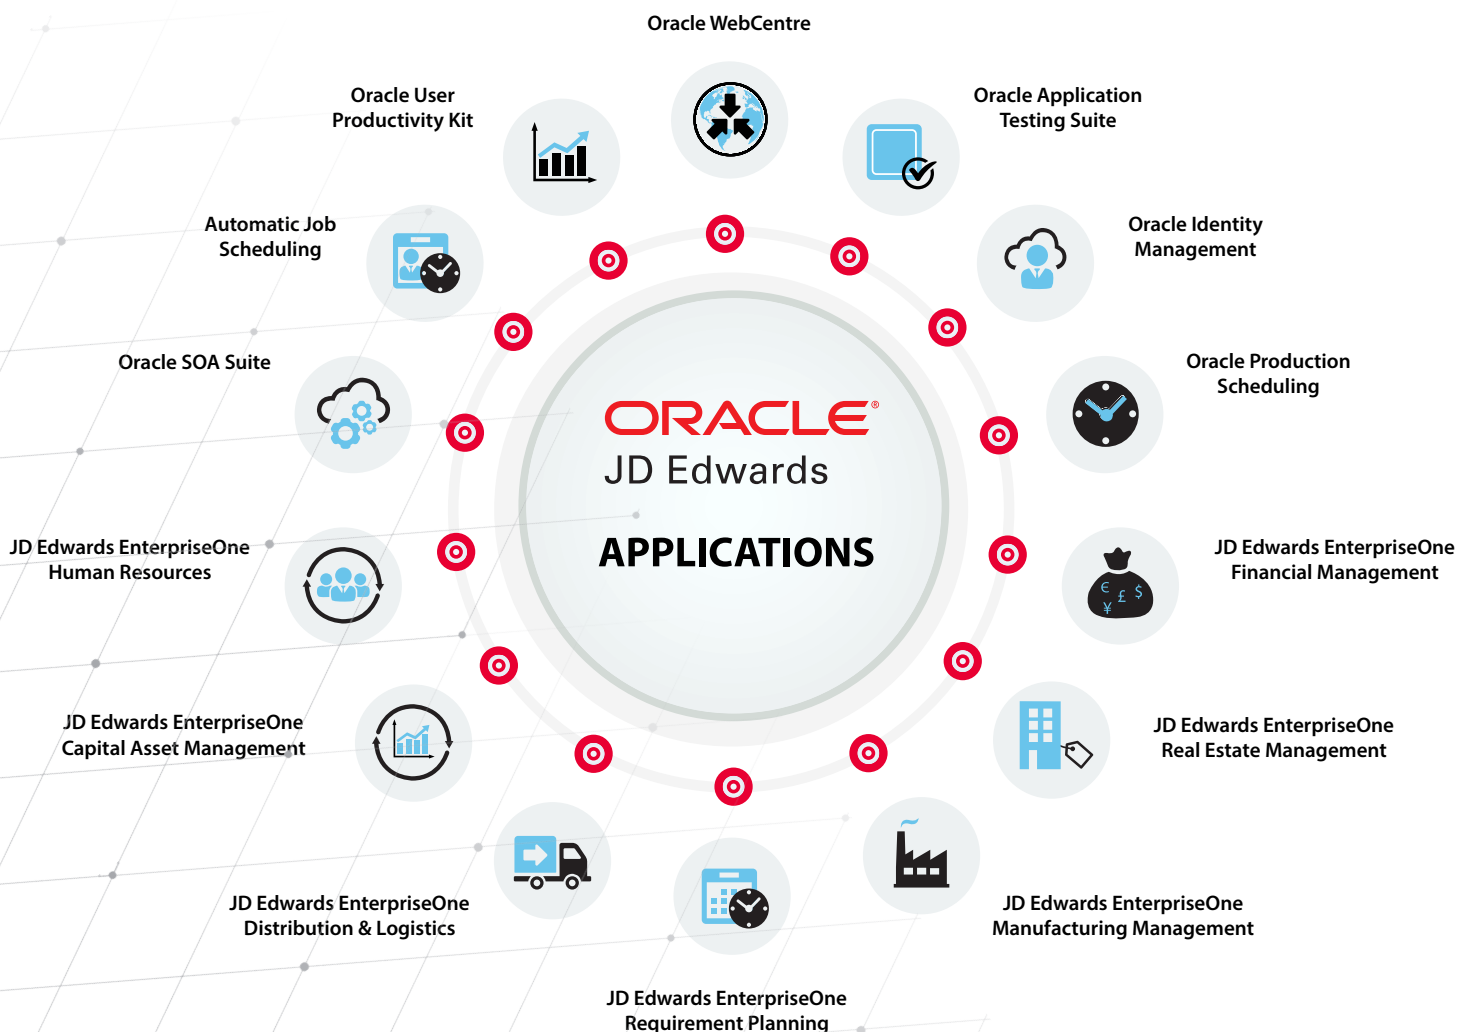 Oracle WebCentre
Oracle User
Productivity Kit
Oracle Application
Testing Suite
Automatic Job
Scheduling
Oracle Identity
Management
Oracle SOA Suite
Oracle Production
Scheduling
ORACLE®
JD Edwards
APPLICATIONS
JD Edwards EnterpriseOne
Human Resources
JD Edwards EnterpriseOne
Financial Management
€ £ $
¥
JD Edwards EnterpriseOne
Capital Asset Management
JD Edwards EnterpriseOne
Real Estate Management
JD Edwards EnterpriseOne
Distribution & Logistics
JD Edwards EnterpriseOne
Manufacturing Management
JD Edwards EnterpriseOne
Requirement Planning